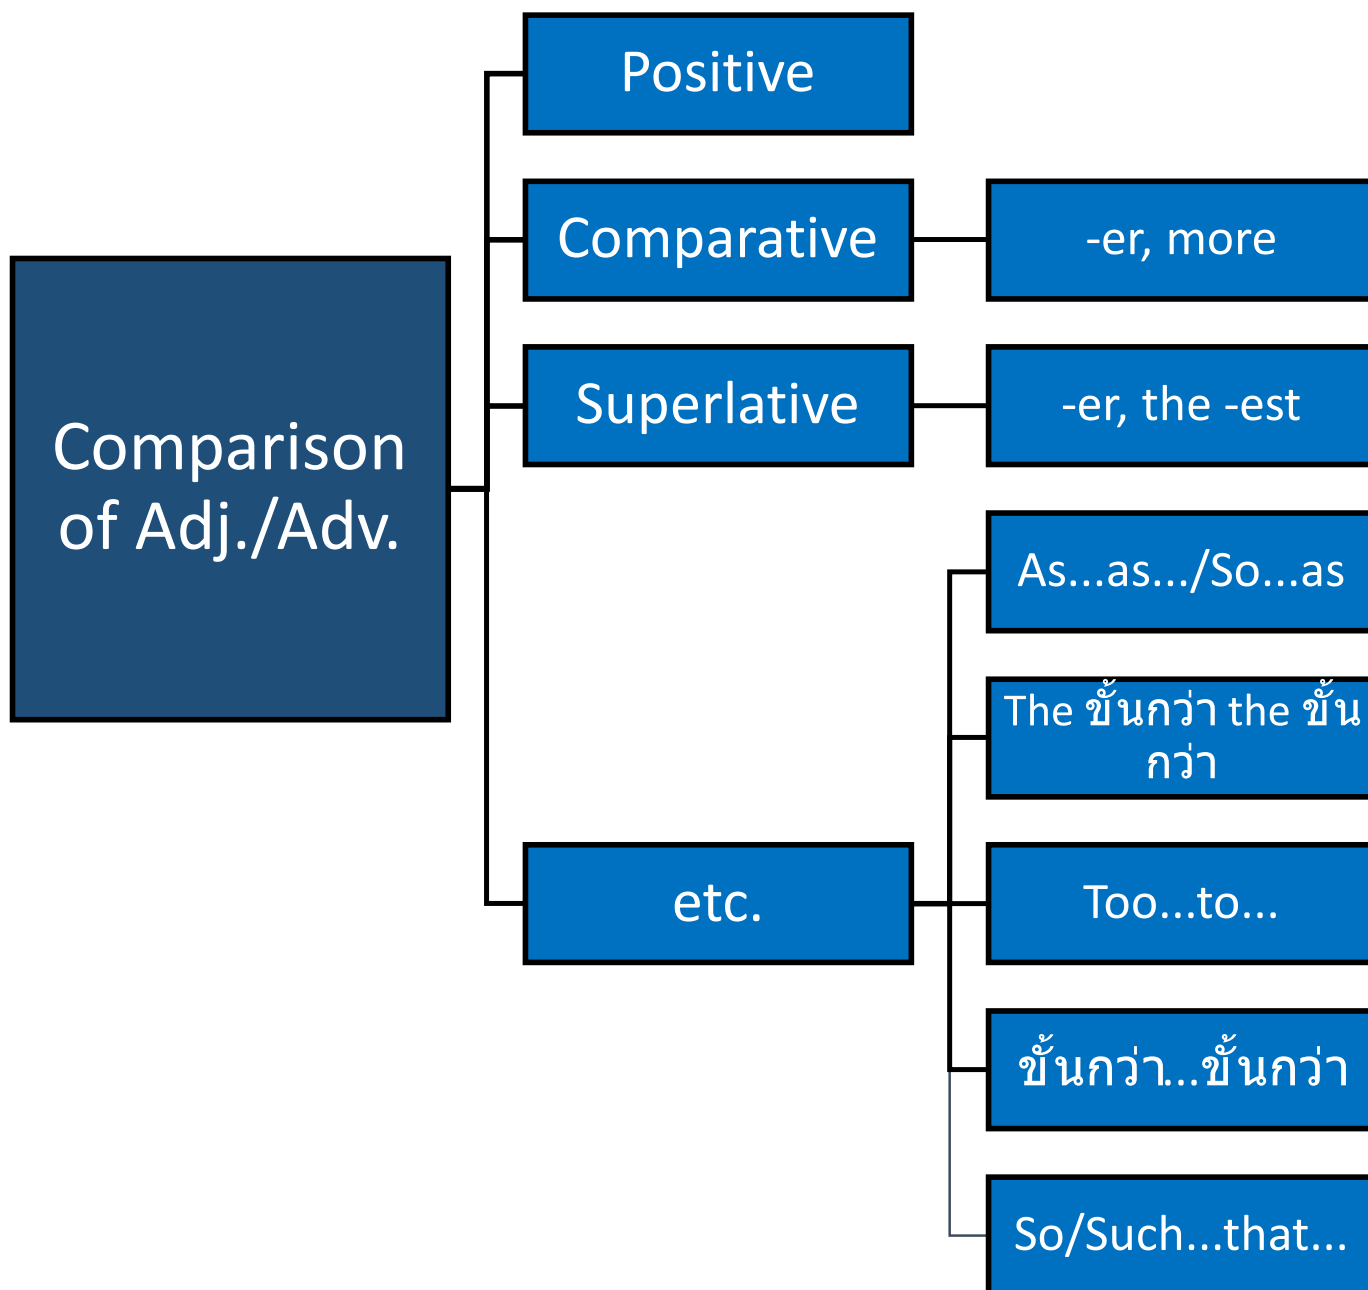 Positive
Comparative
-er, more
Superlative
-er, the -est
Comparison
of Adj./Adv.
As...as.../So...as
The ขั้นกว่า the ขั้น
กว่า
etc.
Too...to...
ขั้นกว่า...ขั้นกว่า
So/Such...that...